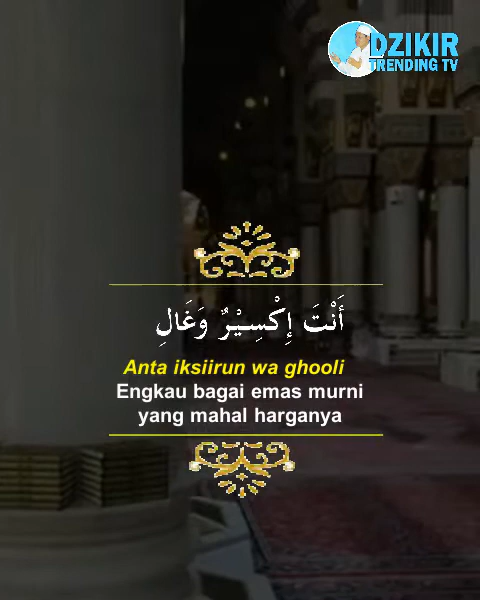 DZIKIR
TRENDING TV
أَنْتَ إِكْسِيْرٌ وَغَالِ
Anta iksiirun wa ghooli
Engkau bagai emas murni
yang mahal harganya